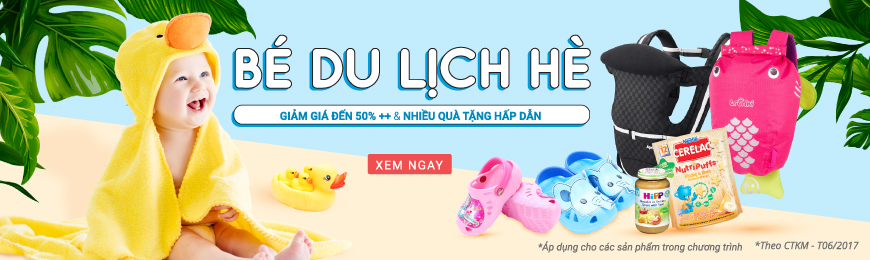 BÉ DU LỊCH HÈ
GIẢM GIÁ ĐẾN 50% ++ & NHIỀU QUÀ TẶNG HẤP DẪN
XEM NGAY
CERELAC
NutriPuffs
HiPP
*Áp dụng cho các sản phẩm trong chương trình
*Theo CTKM - T06/2017